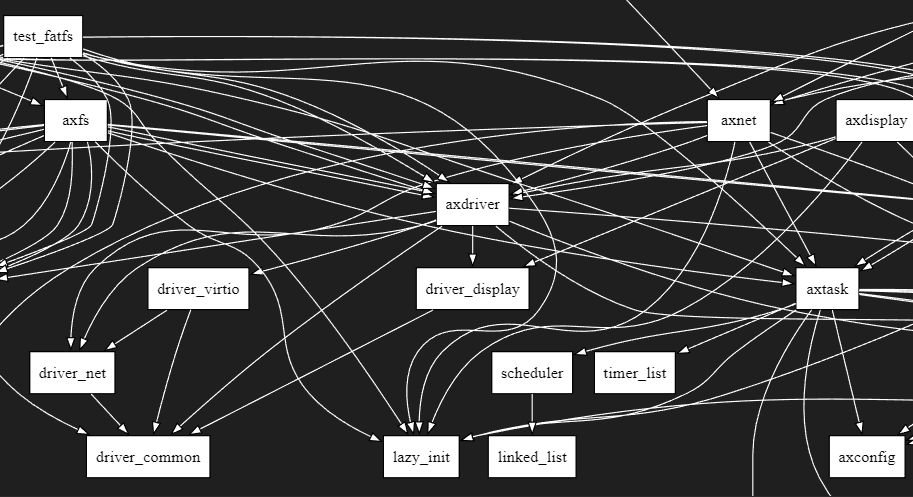 test_fatfs
axfs
axnet
axdisplay
axdriver
driver_virtio
driver_display
axtask
driver_net
scheduler
timer_list
driver_common
lazy_init
linked_list
axconfig